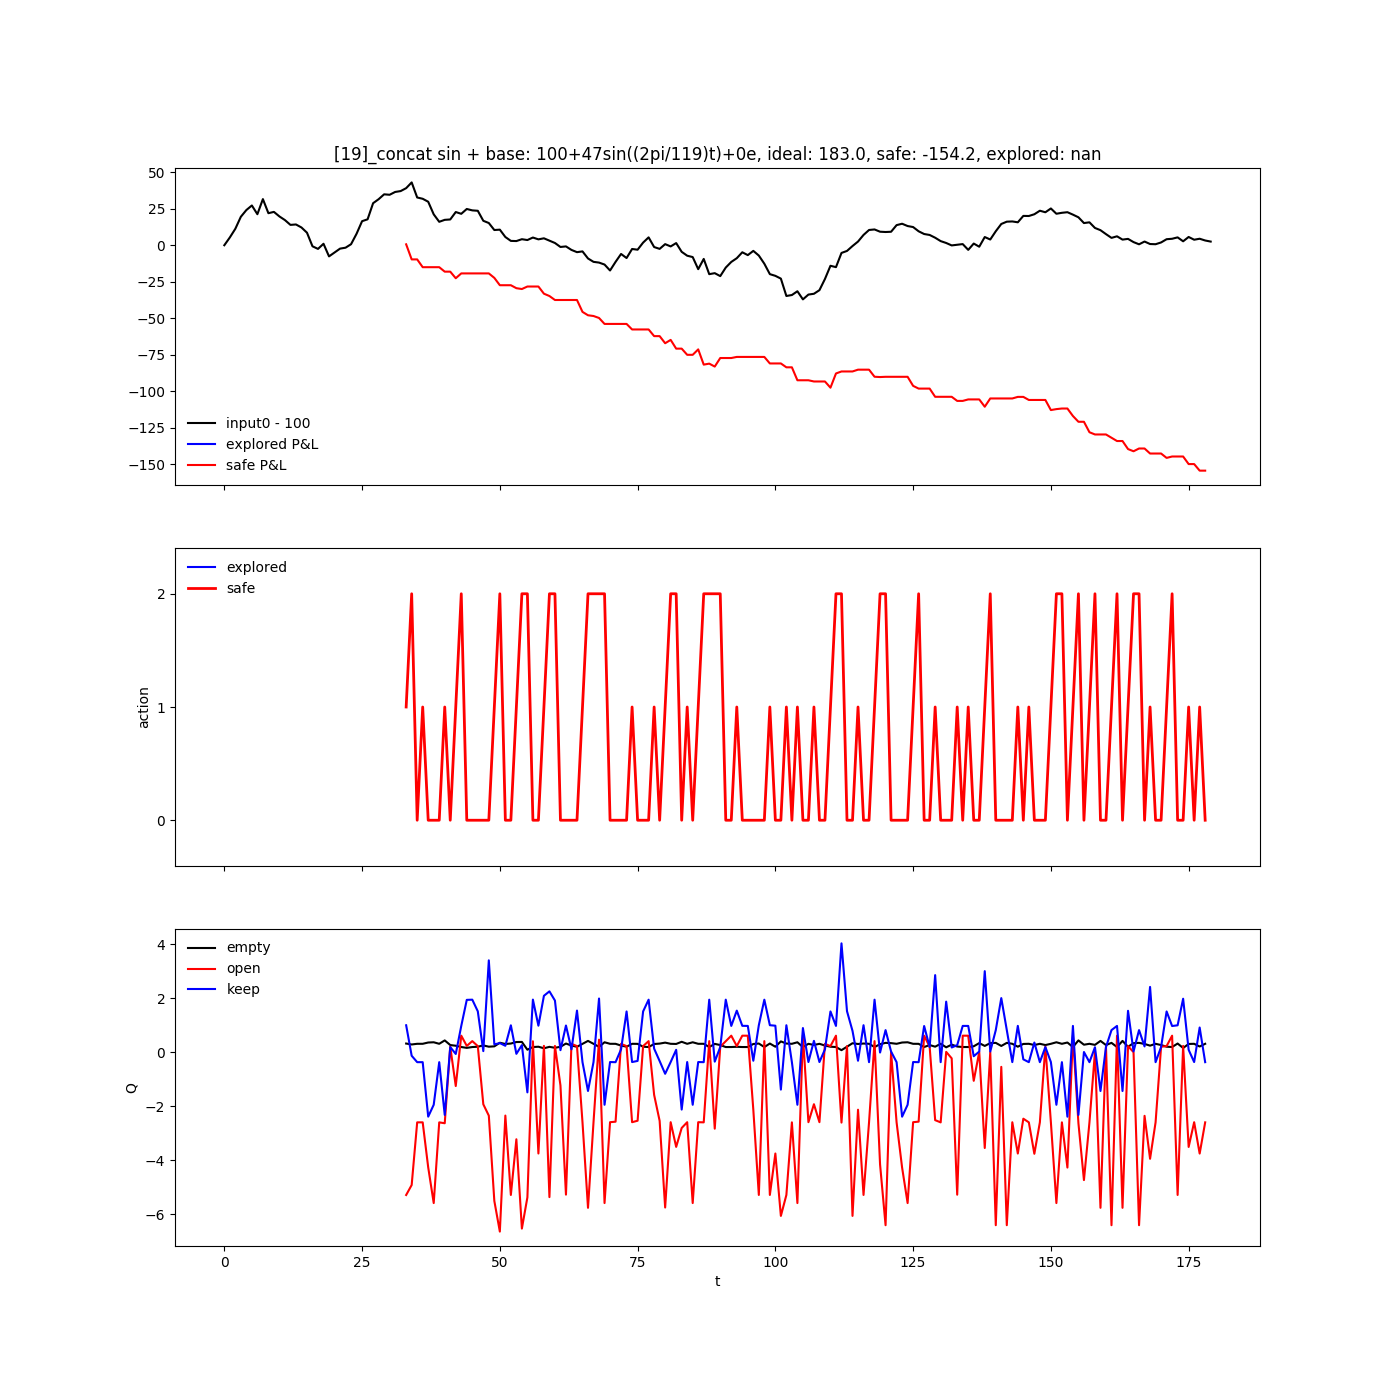 [19]_concat sin + base: 100+47sin((2pi/119)t)+0e, ideal: 183.0, safe: -154.2, explored: nan
50
25
0
−25
−50
−75
−100
−125
−150
input0 - 100
explored P&L
safe P&L
explored
safe
2
1
0
action
empty
open
keep
4
2
0
−2
−4
−6
Q
0 25 50 75 100 125 150 175
t